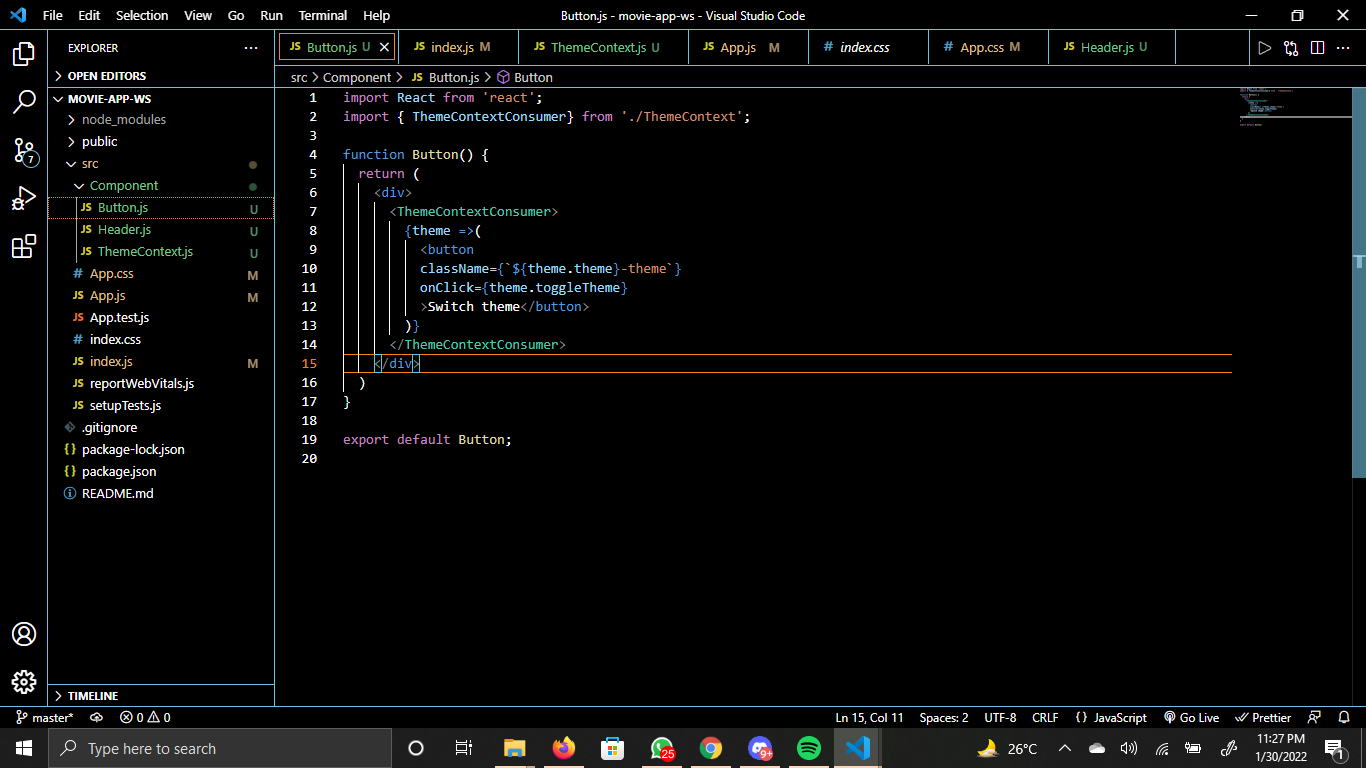 File Edit Selection View Go Run Terminal Help Button.js - movie-app-ws - Visual Studio Code
EXPLORER ...
JS Button.js U JS index.js M JS ThemeContext.js U JS App.js M # index.css # App.css M JS Header.js U
OPEN EDITORS
src > Component > JS Button.js > Button
MOVIE-APP-WS
node_modules
public
src
Component
JS Button.js U
JS Header.js U
JS ThemeContext.js U
# App.css M
JS App.js M
JS App.test.js
# index.css
JS index.js M
JS reportWebVitals.js
JS setupTests.js
.gitignore
{} package-lock.json
{} package.json
README.md
TIMELINE
7
1 import React from 'react';
2 import { ThemeContextConsumer} from './ThemeContext';
3
4 function Button() {
5 return (
6 <div>
7 <ThemeContextConsumer>
8 {theme =>(
9 <button
10 className={`${theme.theme}-theme`}
11 onClick={theme.toggleTheme}
12 >Switch theme</button>
13 )}
14 </ThemeContextConsumer>
15 </div>
16 )
17 }
18
19 export default Button;
20
master* 0 0 Ln 15, Col 11 Spaces: 2 UTF-8 CRLF {} JavaScript Go Live Prettier
Type here to search 25 9+ 26°C 11:27 PM 1
1/30/2022